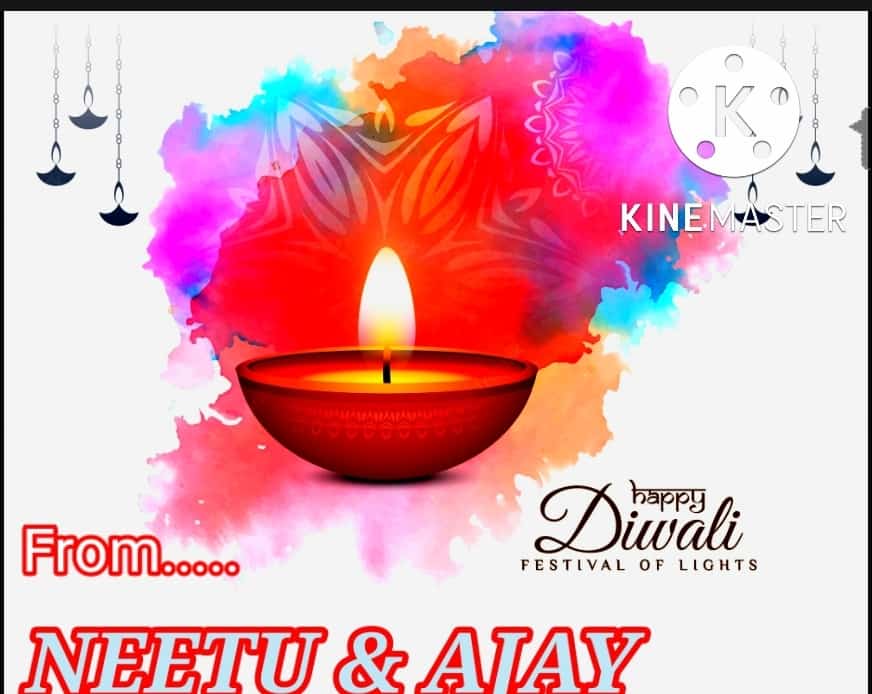 K
KINEMASTER
happy
Diwali
FESTIVAL OF LIGHTS
From.....
NEETU & AJAY